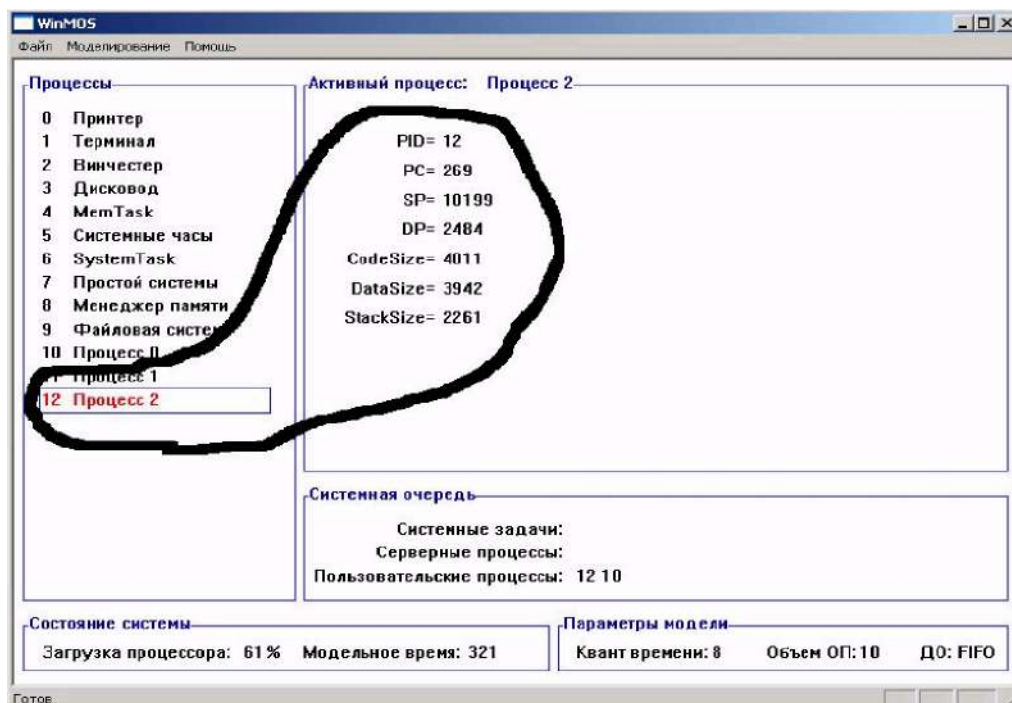 WinMOS
Файл Моделирование Помощь
Процессы
0 Принтер
1 Терминал
2 Винчестер
3 Дисковод
4 MemTask
5 Системные часы
6 SystemTask
7 Простой системы
8 Менеджер памяти
9 Файловая систе
10 Процесс 0
11 Процесс 1
12 Процесс 2
Активный процесс: Процесс 2
PID= 12
PC= 269
SP= 10199
DP= 2484
CodeSize= 4011
DataSize= 3942
StackSize= 2261
Системная очередь
Системные задачи:
Серверные процессы:
Пользовательские процессы: 12 10
Состояние системы
Загрузка процессора: 61% Модельное время: 321
Параметры модели
Квант времени: 8 Объем ОП: 10 ДО: FIFO
Готов